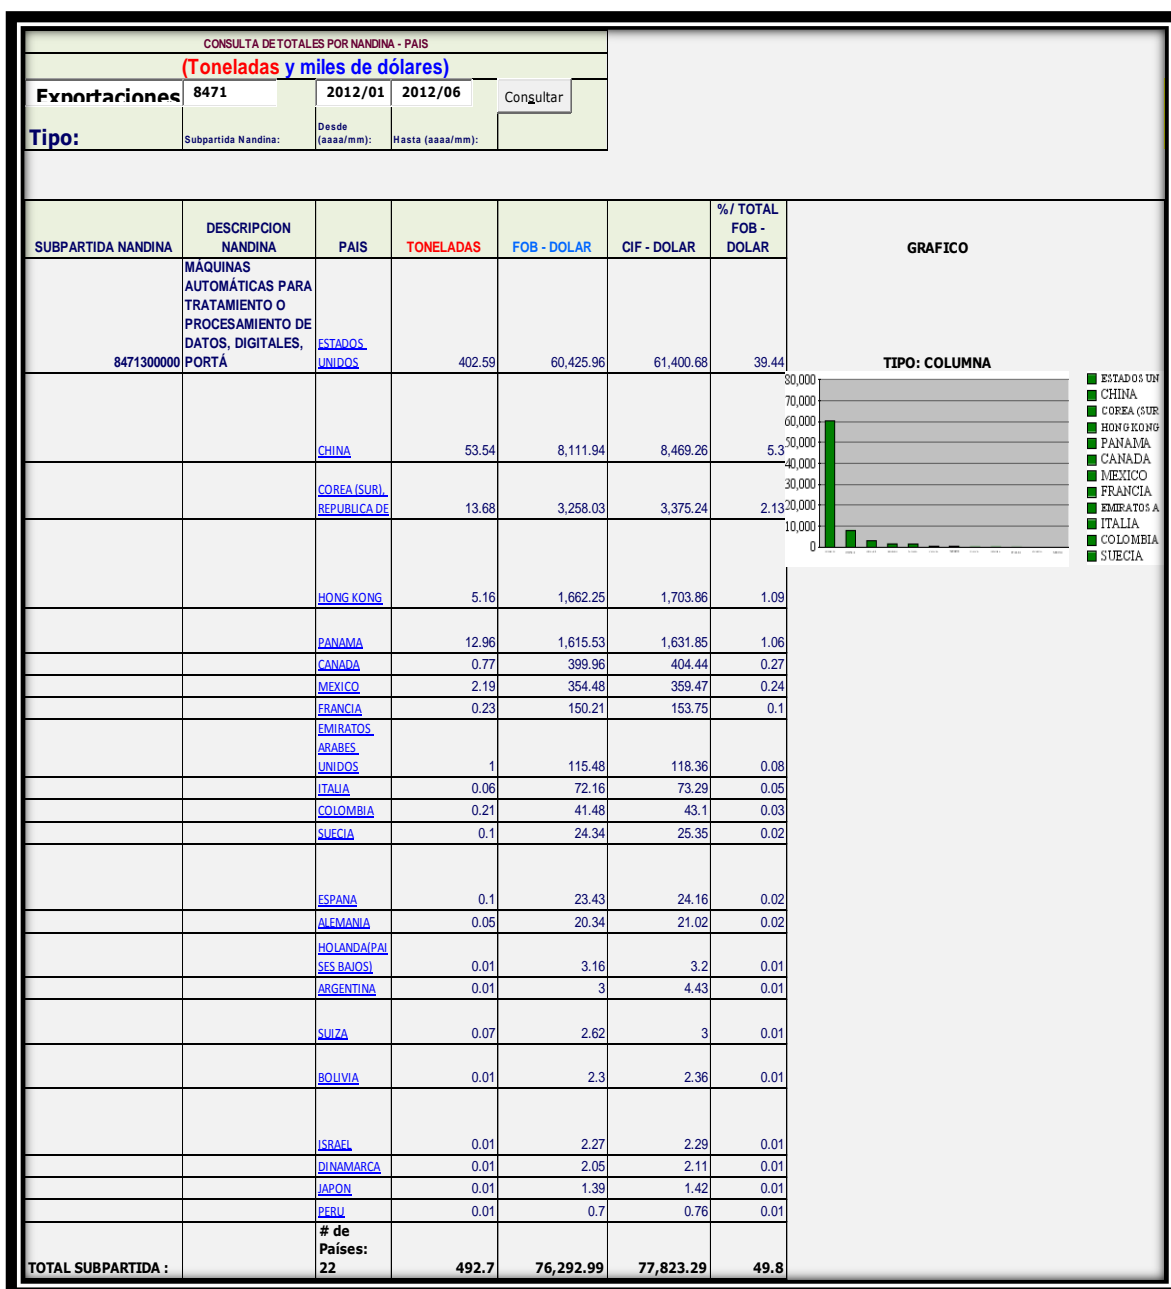 CONSULTA DE TOTALES POR NANDINA - PAIS
(Toneladas y miles de dólares)
Exportaciones 8471 2012/01 2012/06 Consultar
Tipo: Subpartida Nandina: Desde (aaaa/mm): Hasta (aaaa/mm):
SUBPARTIDA NANDINA DESCRIPCION NANDINA PAIS TONELADAS FOB - DOLAR CIF - DOLAR % / TOTAL FOB - DOLAR GRAFICO
MÁQUINAS
AUTOMÁTICAS PARA
TRATAMIENTO O
PROCESAMIENTO DE
DATOS, DIGITALES,
8471300000 PORTÁ ESTADOS UNIDOS 402.59 60,425.96 61,400.68 39.44 TIPO: COLUMNA
CHINA 53.54 8,111.94 8,469.26 5.3
COREA (SUR), REPUBLICA DE 13.68 3,258.03 3,375.24 2.13
80,000
70,000
60,000
50,000
40,000
30,000
20,000
10,000
0
ESTADOS UN
CHINA
COREA (SUR
HONG KONG
PANAMA
CANADA
MEXICO
FRANCIA
EMIRATOS A
ITALIA
COLOMBIA
SUECIA
HONG KONG 5.16 1,662.25 1,703.86 1.09
PANAMA 12.96 1,615.53 1,631.85 1.06
CANADA 0.77 399.96 404.44 0.27
MEXICO 2.19 354.48 359.47 0.24
FRANCIA 0.23 150.21 153.75 0.1
EMIRATOS ARABES UNIDOS 1 115.48 118.36 0.08
ITALIA 0.06 72.16 73.29 0.05
COLOMBIA 0.21 41.48 43.1 0.03
SUECIA 0.1 24.34 25.35 0.02
ESPANA 0.1 23.43 24.16 0.02
ALEMANIA 0.05 20.34 21.02 0.02
HOLANDA(PAI SES BAJOS) 0.01 3.16 3.2 0.01
ARGENTINA 0.01 3 4.43 0.01
SUIZA 0.07 2.62 3 0.01
BOLIVIA 0.01 2.3 2.36 0.01
ISRAEL 0.01 2.27 2.29 0.01
DINAMARCA 0.01 2.05 2.11 0.01
JAPON 0.01 1.39 1.42 0.01
PERU 0.01 0.7 0.76 0.01
TOTAL SUBPARTIDA : # de Países: 22 492.7 76,292.99 77,823.29 49.8